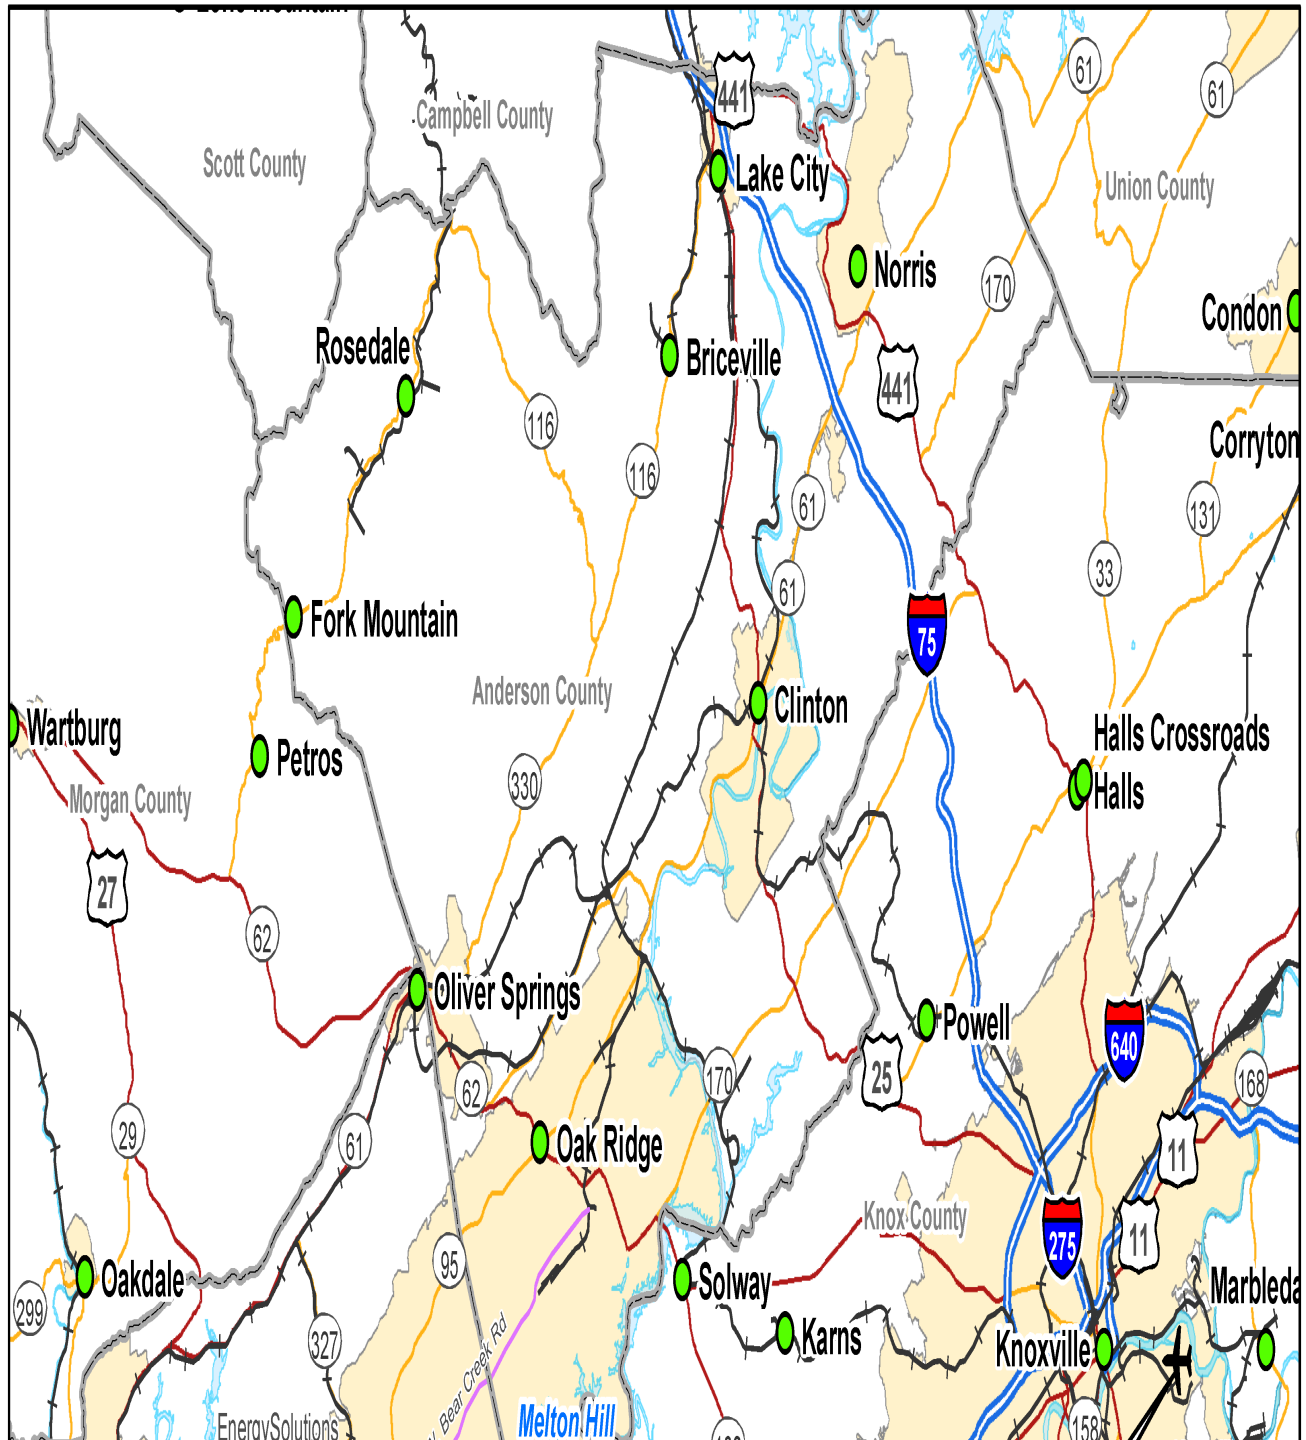 441
61
61
Campbell County
Scott County
Lake City
Union County
Norris
170
Condon
Rosedale
Briceville
441
116
116
Corryton
61
131
33
61
Fork Mountain
75
Anderson County
Clinton
Wartburg
Petros
Halls Crossroads
Halls
330
Morgan County
27
62
Oliver Springs
Powell
640
25
170
168
62
29
61
Oak Ridge
11
Knox County
11
275
95
Oakdale
Solway
Marbleda
299
327
Karns
Knoxville
Bear Creek Rd
EnergySolutions
Melton Hill
158